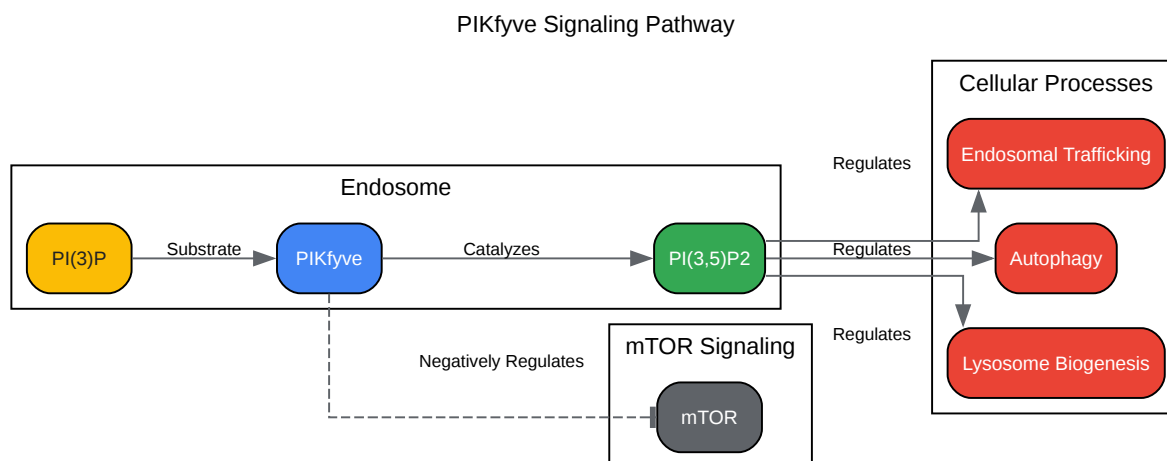 PIKfyve Signaling Pathway
Cellular Processes
Endosomal Trafficking
Regulates
Endosome
PI(3)P
Substrate
PIKfyve
Catalyzes
PI(3,5)P2
Regulates
Autophagy
Regulates
Lysosome Biogenesis
Negatively Regulates
mTOR Signaling
mTOR